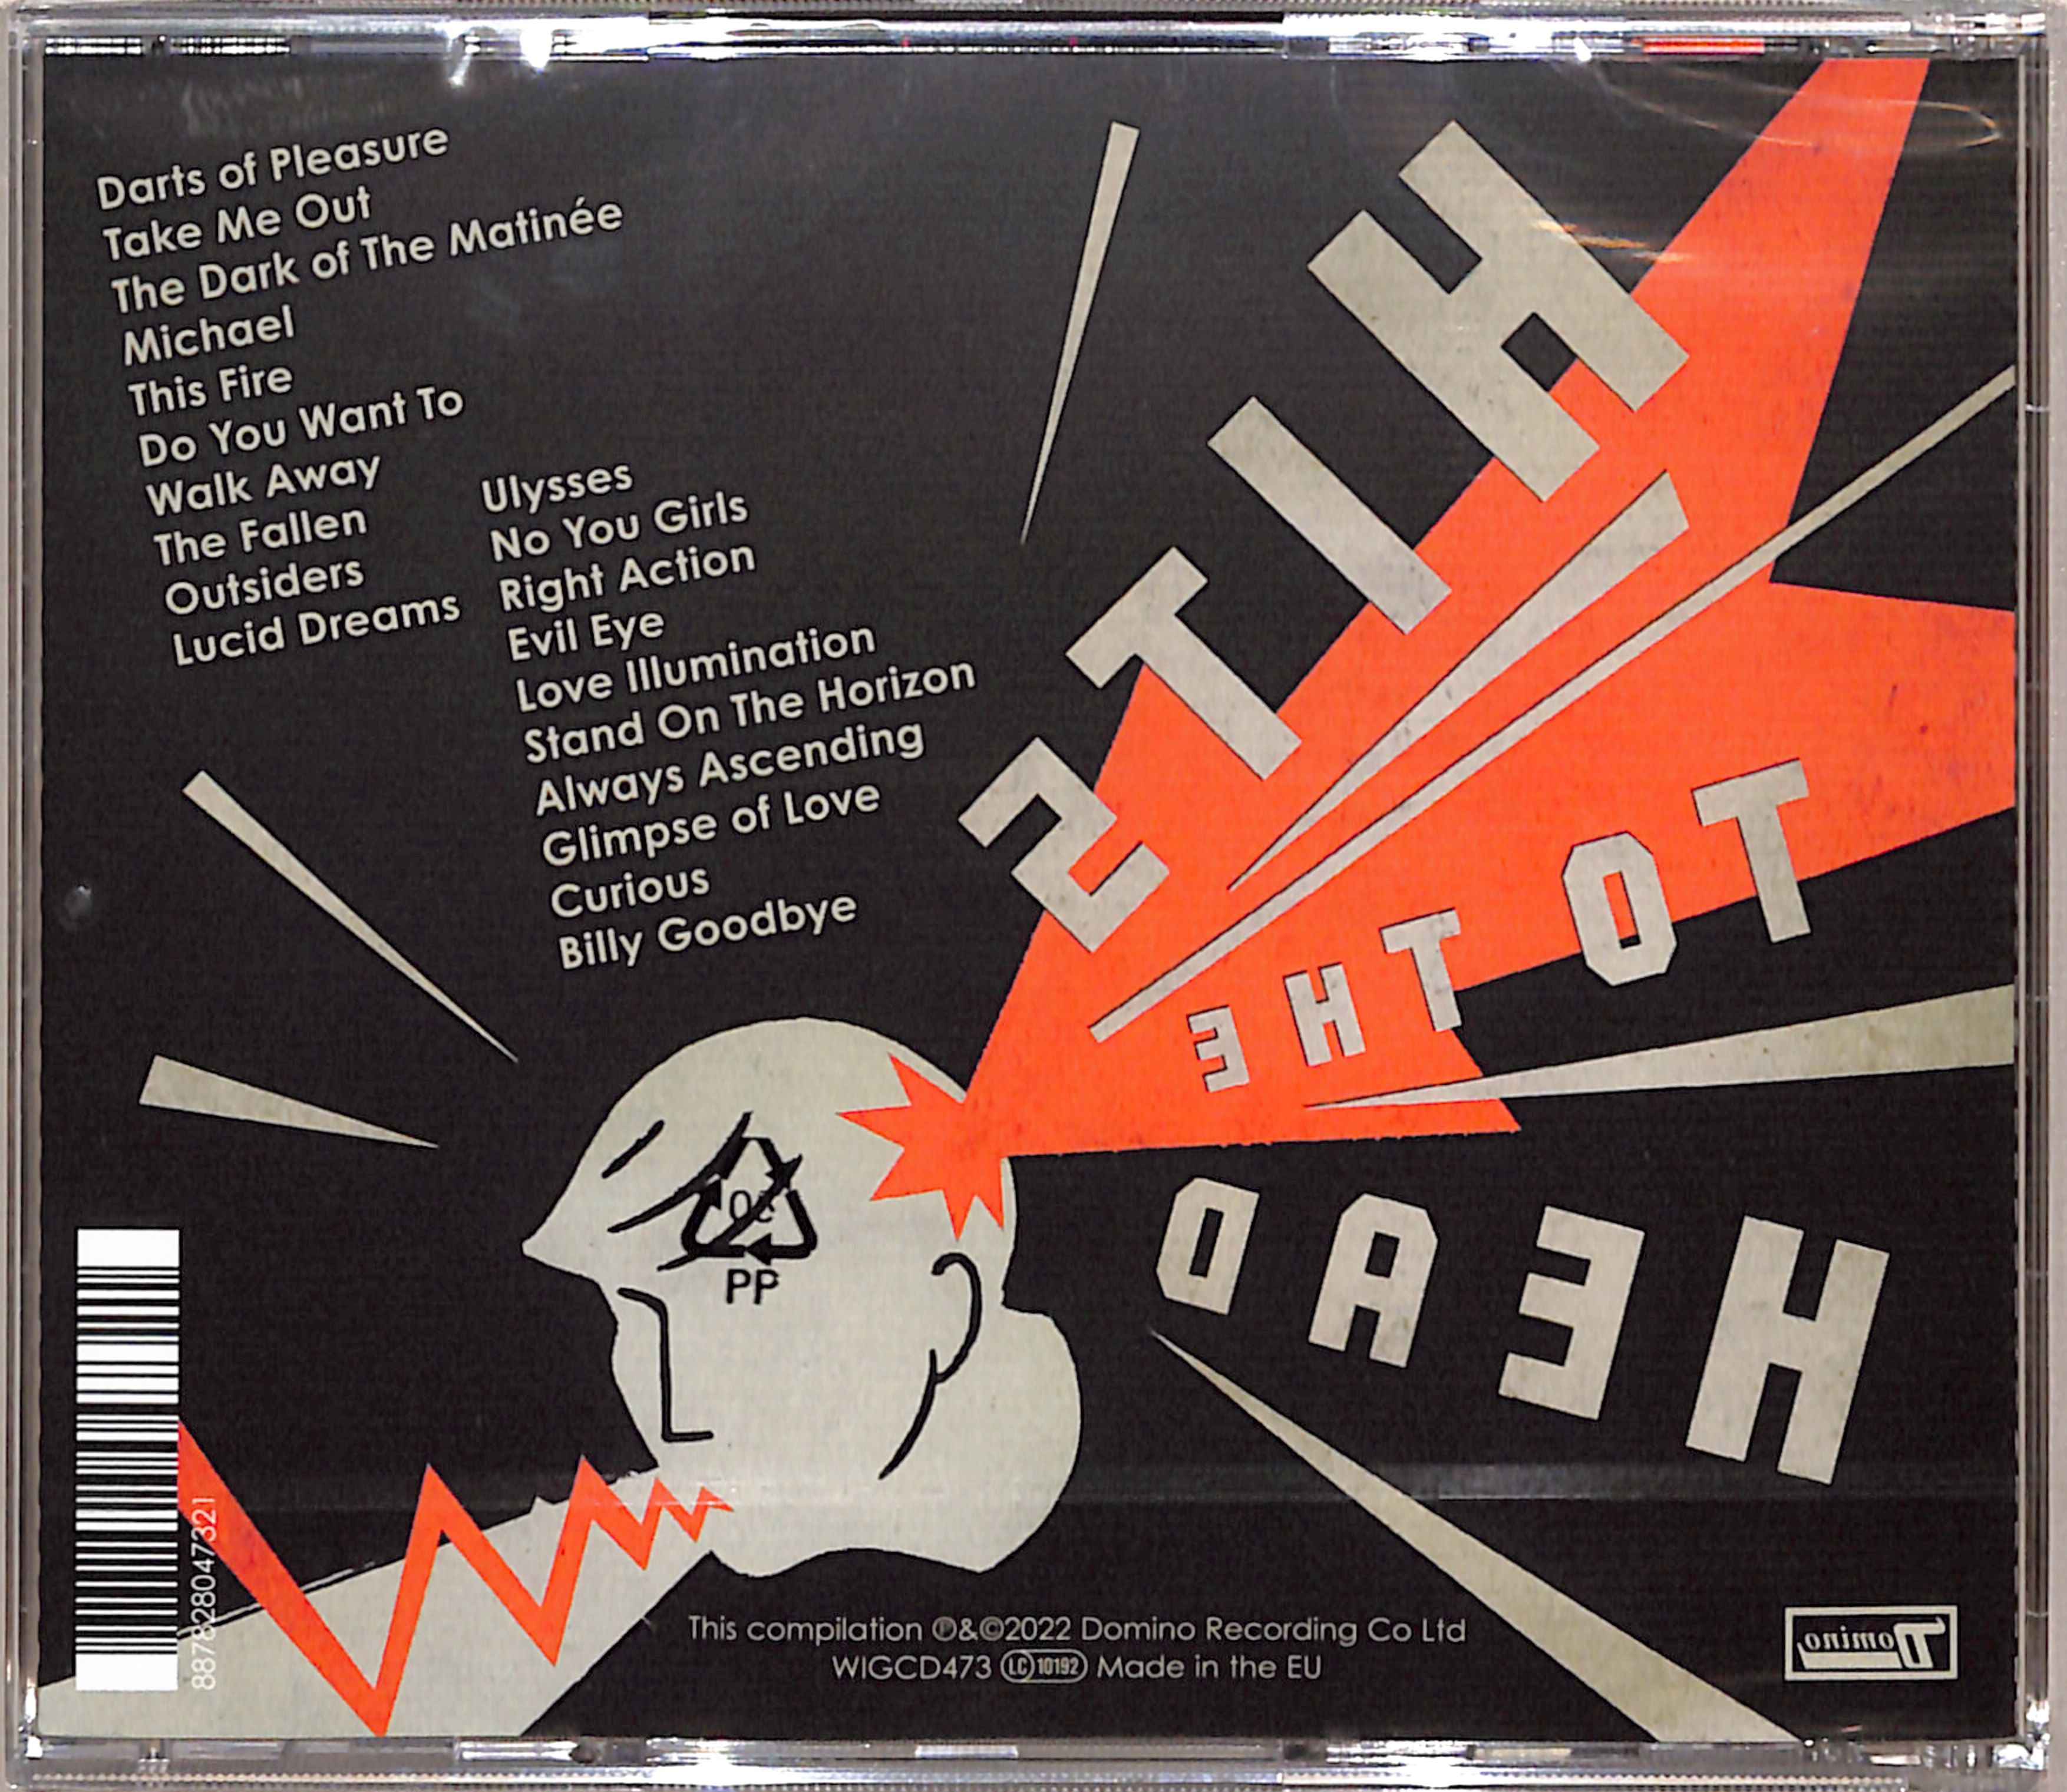 Darts of Pleasure
Take Me Out
The Dark of The Matinée
Michael
This Fire
Do You Want To
Walk Away
The Fallen
Outsiders
Lucid Dreams
Ulysses
No You Girls
Right Action
Evil Eye
Love Illumination
Stand On The Horizon
Always Ascending
Glimpse of Love
Curious
Billy Goodbye
HITS
TO THE
HEAD
PP
887828047321
This compilation ℗&©2022 Domino Recording Co Ltd
WIGCD473 LC 10192 Made in the EU
Domino